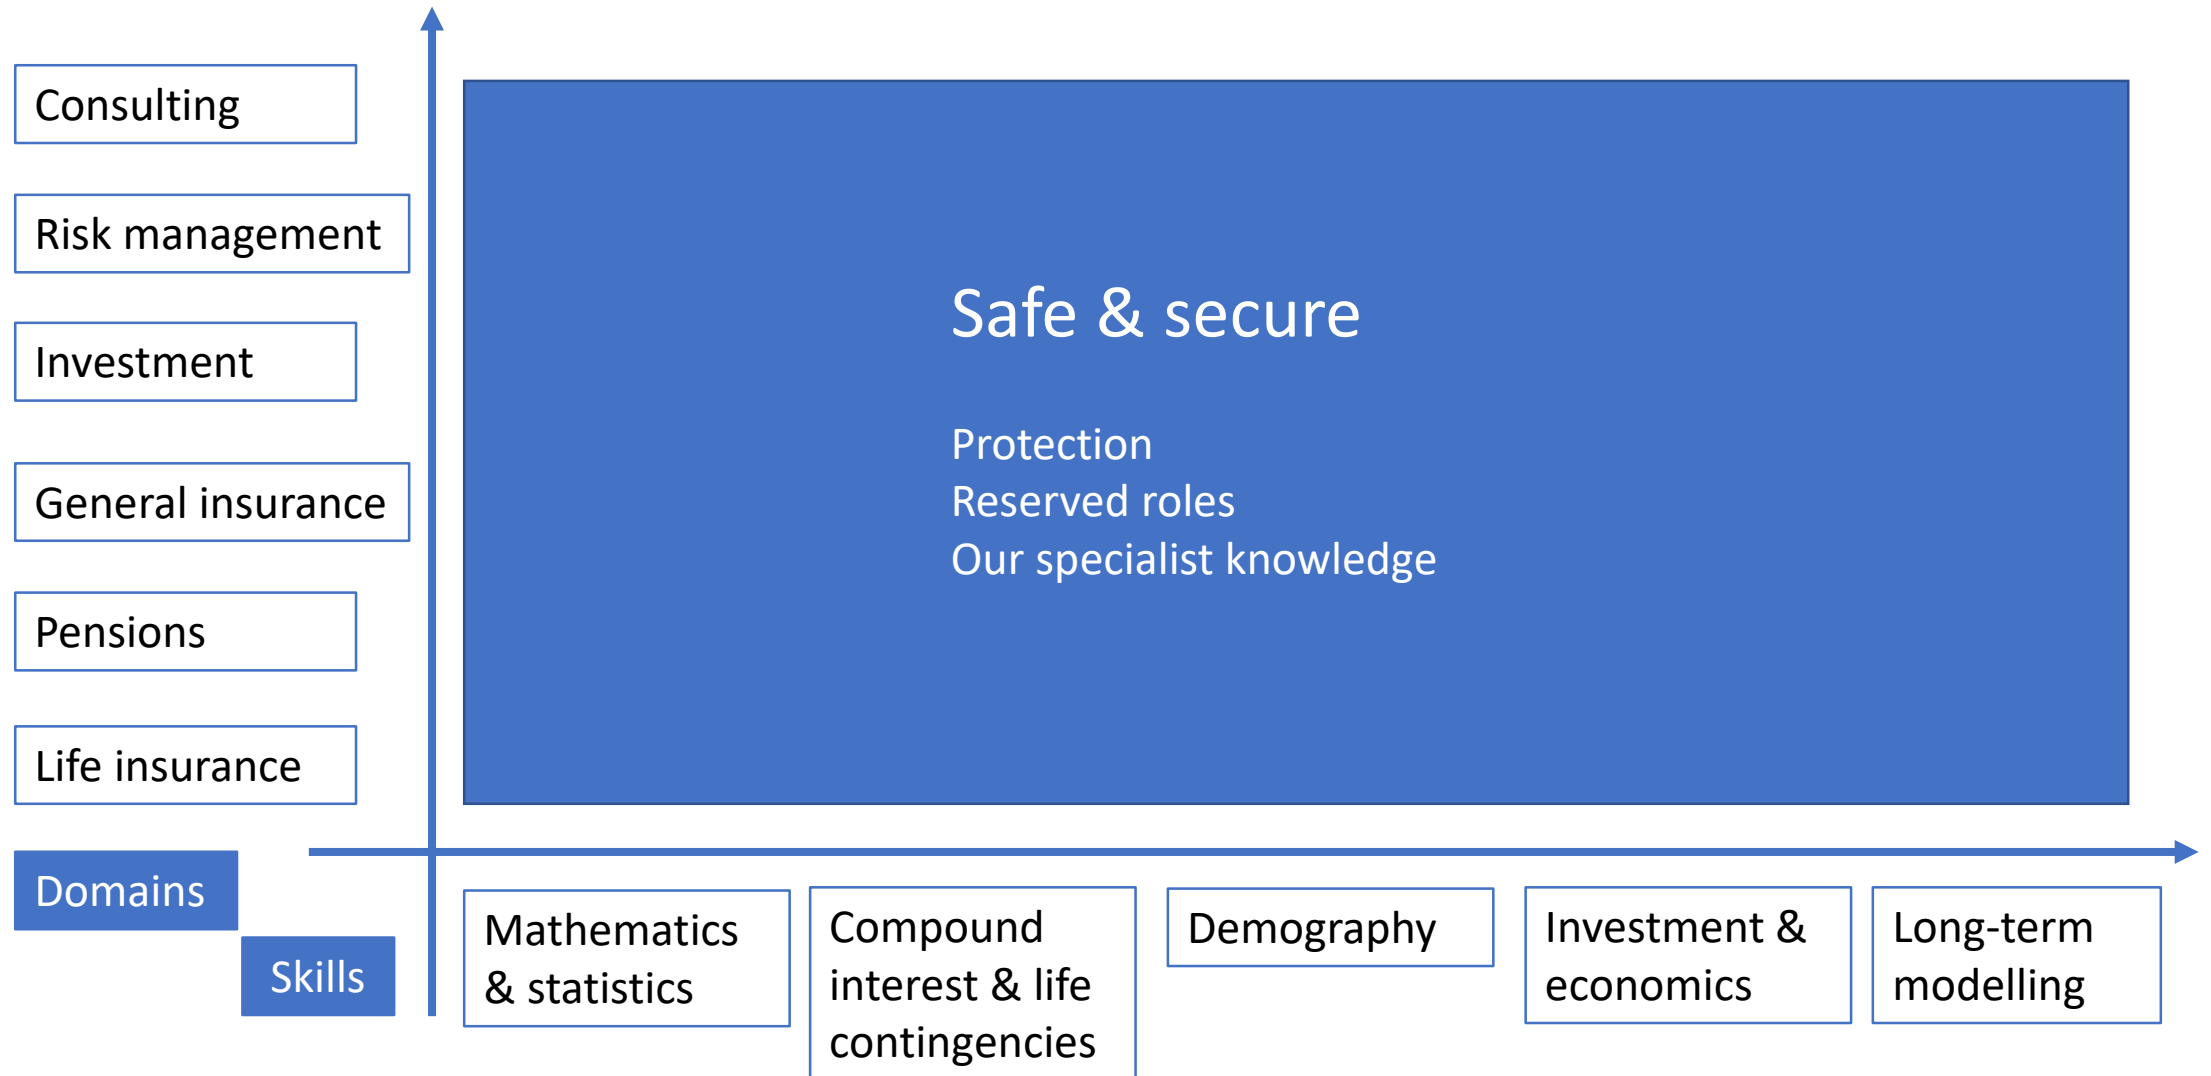 Consulting
Risk management
Investment
General insurance
Pensions
Life insurance
Domains
Skills
Safe & secure
Protection
Reserved roles
Our specialist knowledge
Mathematics
& statistics
Compound
interest & life
contingencies
Demography
Investment &
economics
Long-term
modelling